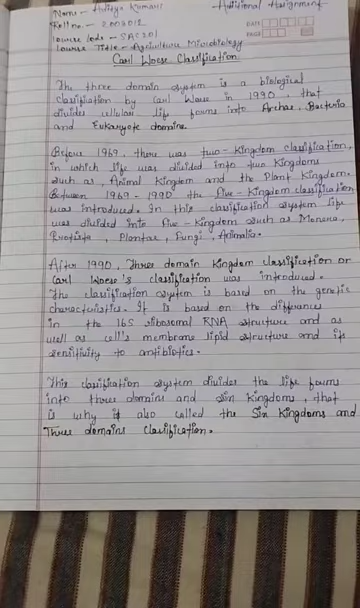 Name - Aditya Kumar Additional Assignment
Roll no. - 2003012
DATE
Course code - SAC301
PAGE
Course Title - Agriculture Microbiology
Carl Woese Classification
The three domain system is a biological
classification by Carl Woese in 1990, that
divides cellular life forms into Archae, Bacteria
and Eukaryote domains.
Before 1969, there was two-kingdom classification,
in which life was divided into two Kingdoms
such as, Animal Kingdom and the Plant Kingdom.
Between 1969-1990 the five-Kingdom classification
was introduced. In this classification system life
was divided into five-Kingdom such as Monera,
Protista, Plantae, Fungi, Animalia.
After 1990, Three domain Kingdom classification or
Carl Woese's classification was introduced.
The classification system is based on the genetic
characteristics. It is based on the differences
in the 16S ribosomal RNA structure and as
well as cell's membrane lipid structure and its
sensitivity to antibiotics.
This classification system divides the life forms
into three domains and six Kingdoms, that
is why it also called the Six Kingdoms and
Three domains Classification.